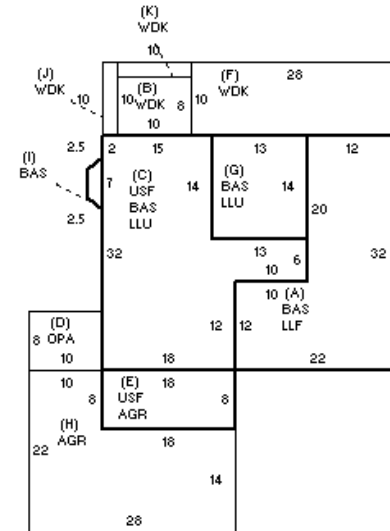 (K)
WDK
10
(J)
WDK
10
(B)
10 WDK 8 10
10
(F)
WDK
28
2.5
(I)
BAS
2.5
2 15 13 12
7
(C)
USF
BAS
LLU
14
(G)
BAS
LLU
14
20
32
13
10
6
32
10
(A)
BAS
LLF
12 12
(D)
8 OPA
10
18
22
10
8
(E)
USF
AGR
18
8
(H)
AGR
22
18
14
28